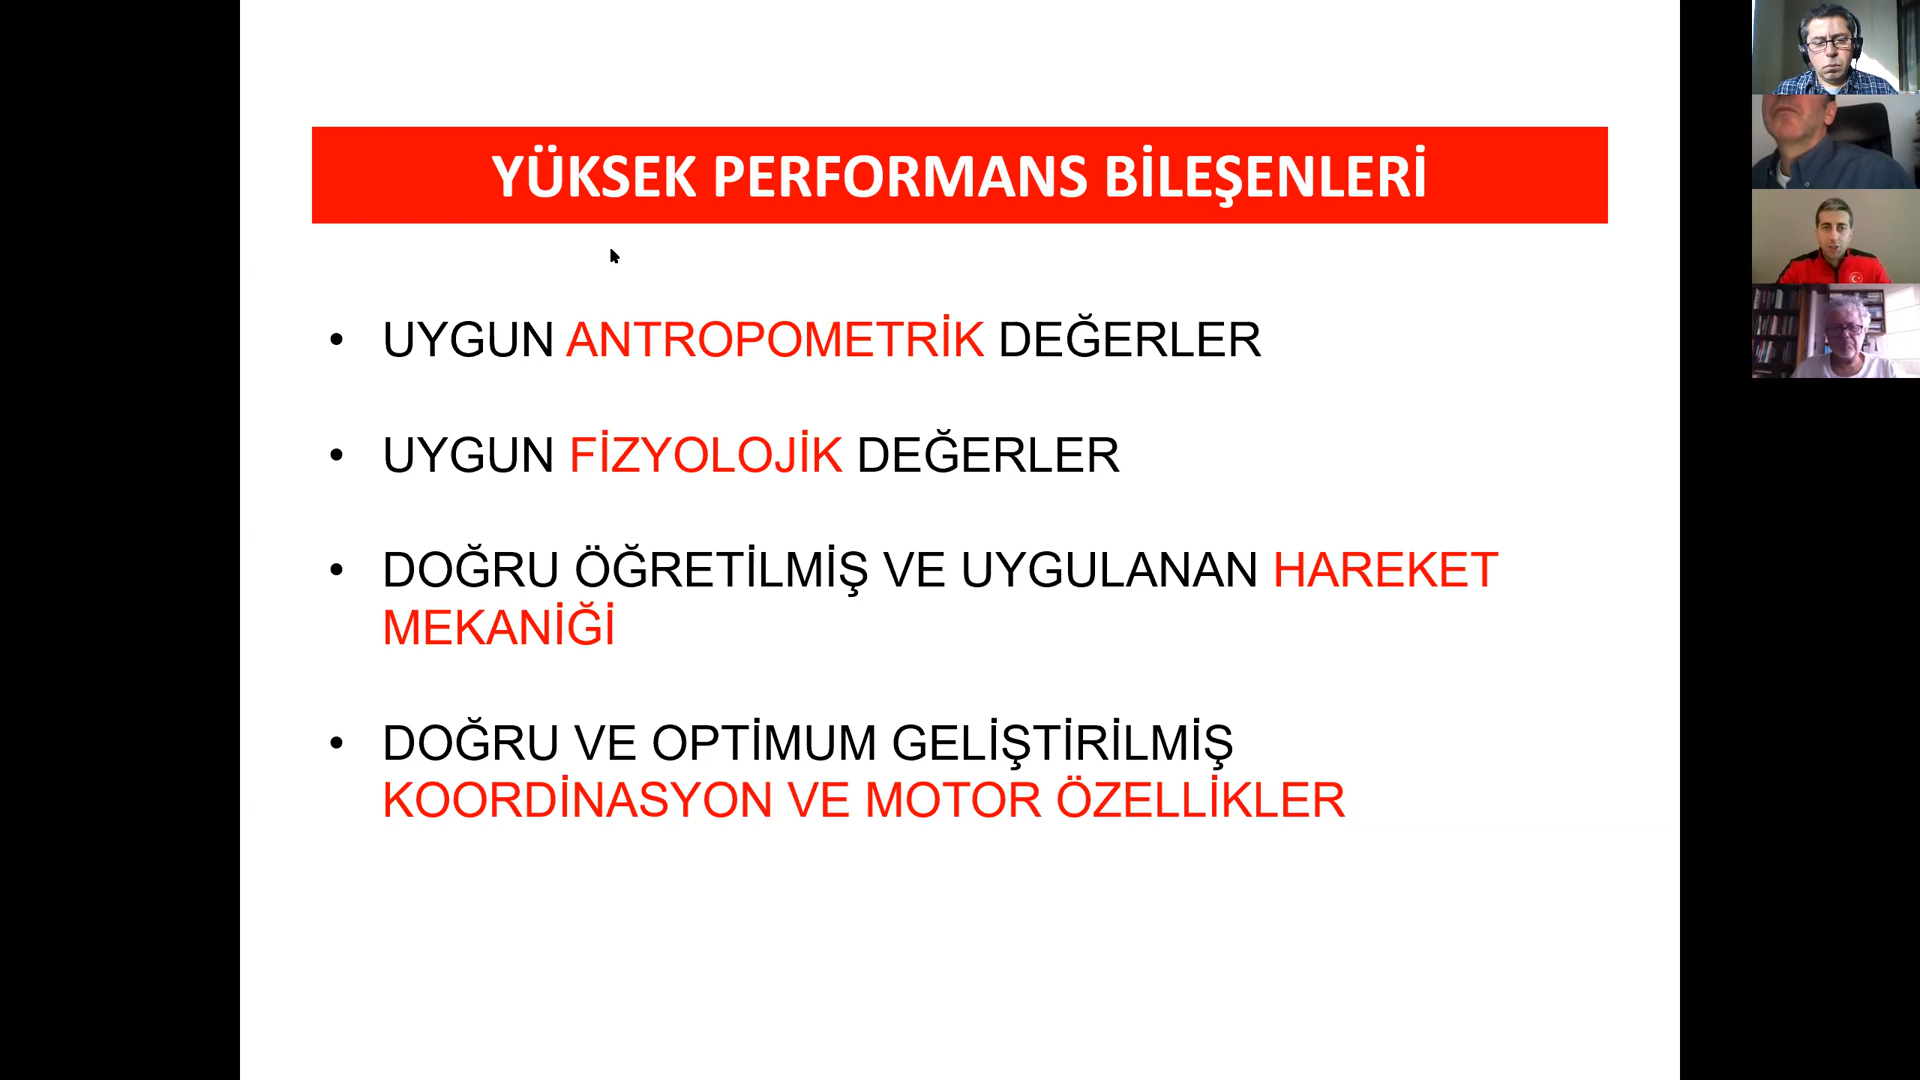 YÜKSEK PERFORMANS BİLEŞENLERİ
• UYGUN ANTROPOMETRİK DEĞERLER
• UYGUN FİZYOLOJİK DEĞERLER
• DOĞRU ÖĞRETİLMİŞ VE UYGULANAN HAREKET
MEKANİĞİ
• DOĞRU VE OPTİMUM GELİŞTİRİLMİŞ
KOORDİNASYON VE MOTOR ÖZELLİKLER